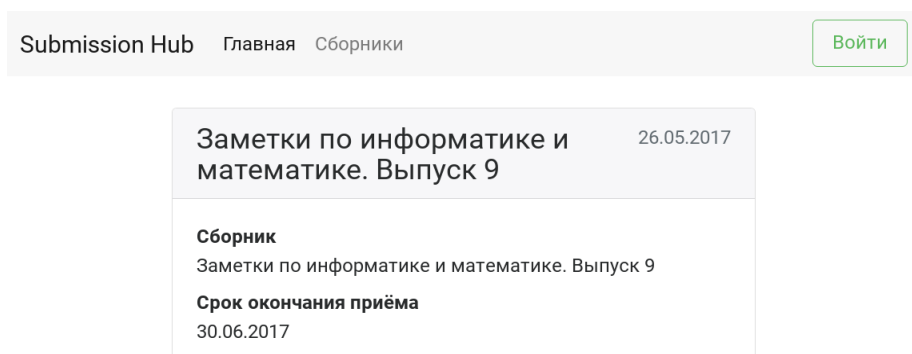 Submission Hub Главная Сборники Войти
Заметки по информатике и 26.05.2017
математике. Выпуск 9
Сборник
Заметки по информатике и математике. Выпуск 9
Срок окончания приёма
30.06.2017